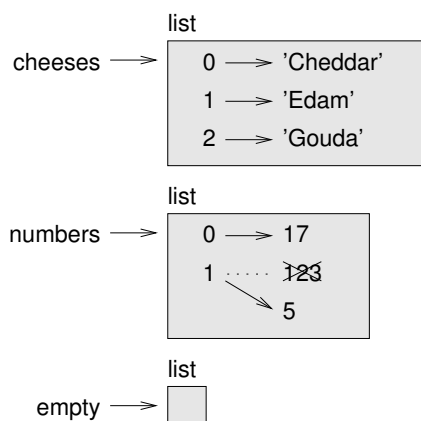 list
cheeses 0 'Cheddar'
1 'Edam'
2 'Gouda'
list
numbers 0 17
1 123
5
list
empty